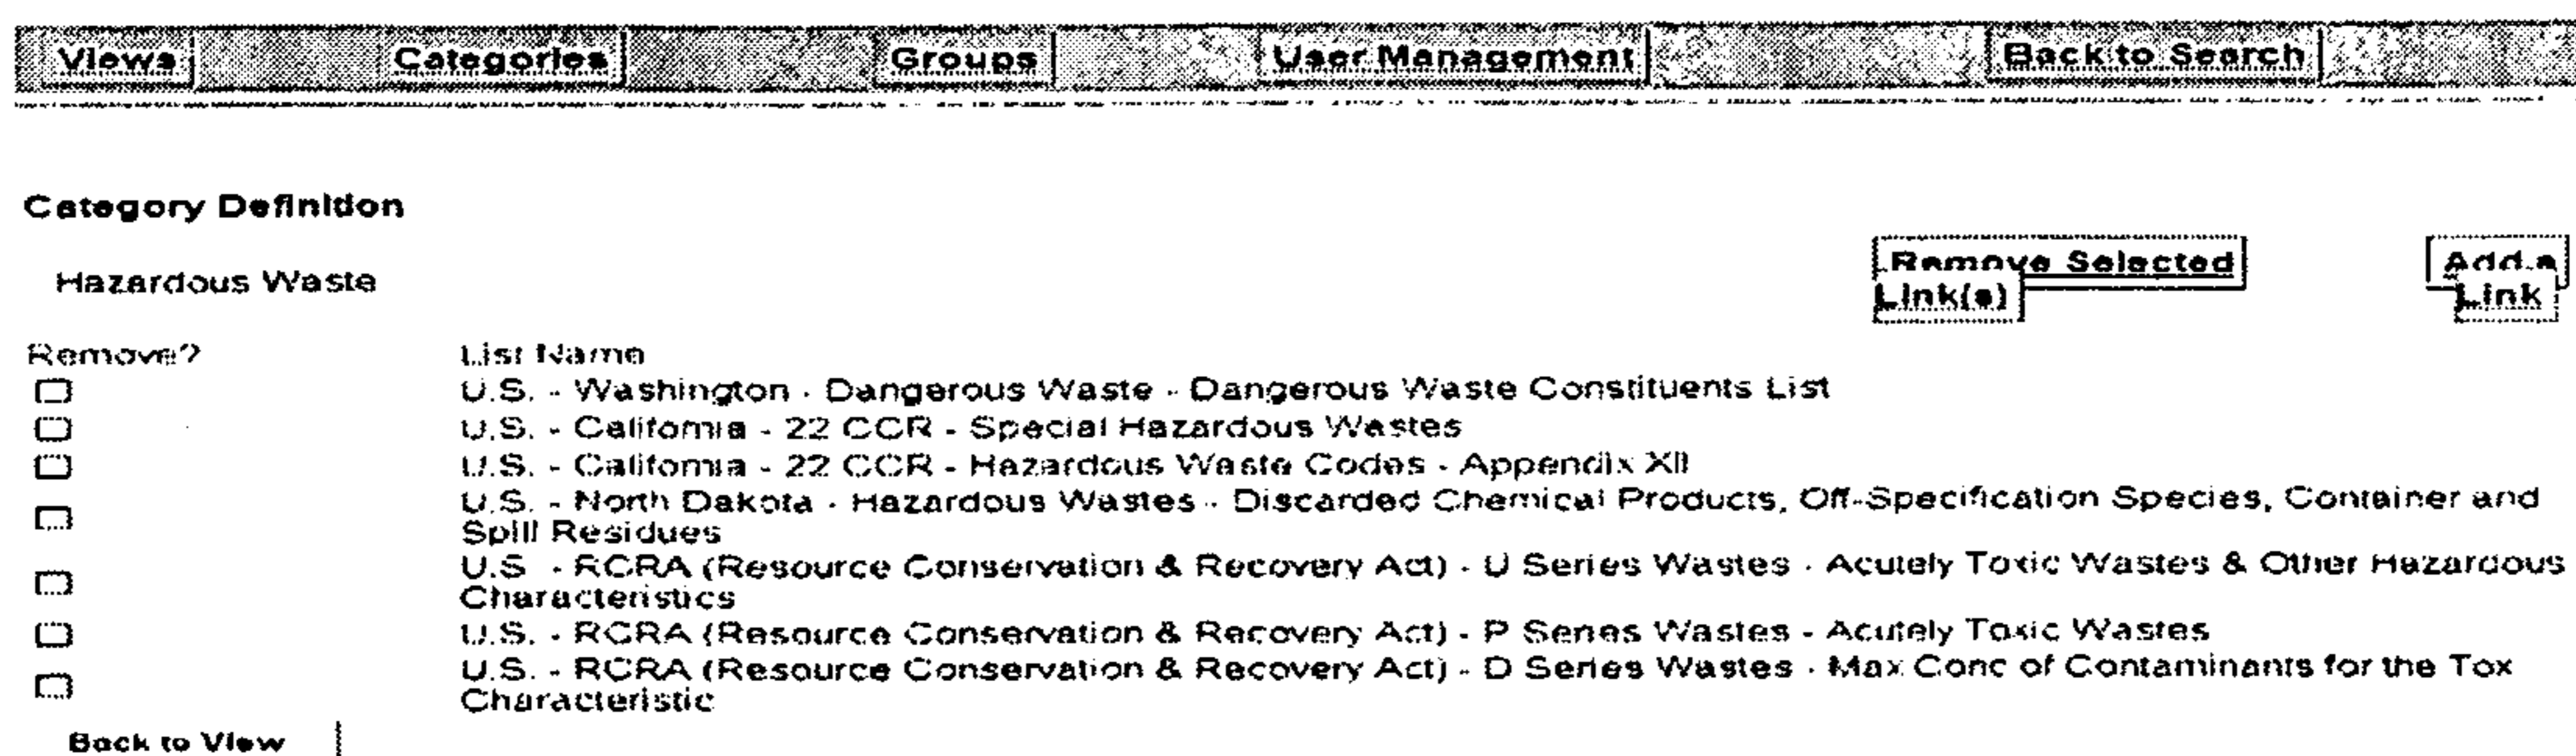 Views Categories Groups User Management Back to Search
Category Definition
Hazardous Waste
Remove Selected Link(s)
Add a Link
Remove? List Name
U.S. - Washington - Dangerous Waste - Dangerous Waste Constituents List
U.S. - California - 22 CCR - Special Hazardous Wastes
U.S. - California - 22 CCR - Hazardous Waste Codes - Appendix XII
U.S. - North Dakota - Hazardous Wastes - Discarded Chemical Products, Off-Specification Species, Container and
Spill Residues
U.S - RCRA (Resource Conservation & Recovery Act) - U Series Wastes - Acutely Toxic Wastes & Other Hazardous
Characteristics
U.S. - RCRA (Resource Conservation & Recovery Act) - P Series Wastes - Acutely Toxic Wastes
U.S. - RCRA (Resource Conservation & Recovery Act) - D Series Wastes - Max Conc of Contaminants for the Tox
Characteristic
Back to View